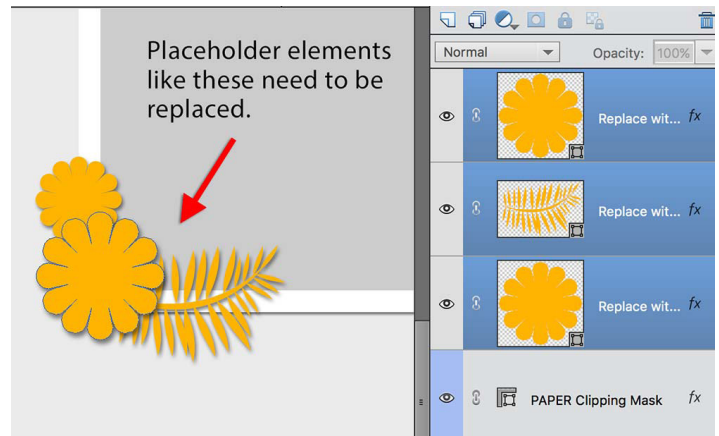 Placeholder elements
like these need to be
replaced.
Normal
Opacity: 100%
Replace wit... fx
Replace wit... fx
Replace wit... fx
PAPER Clipping Mask fx